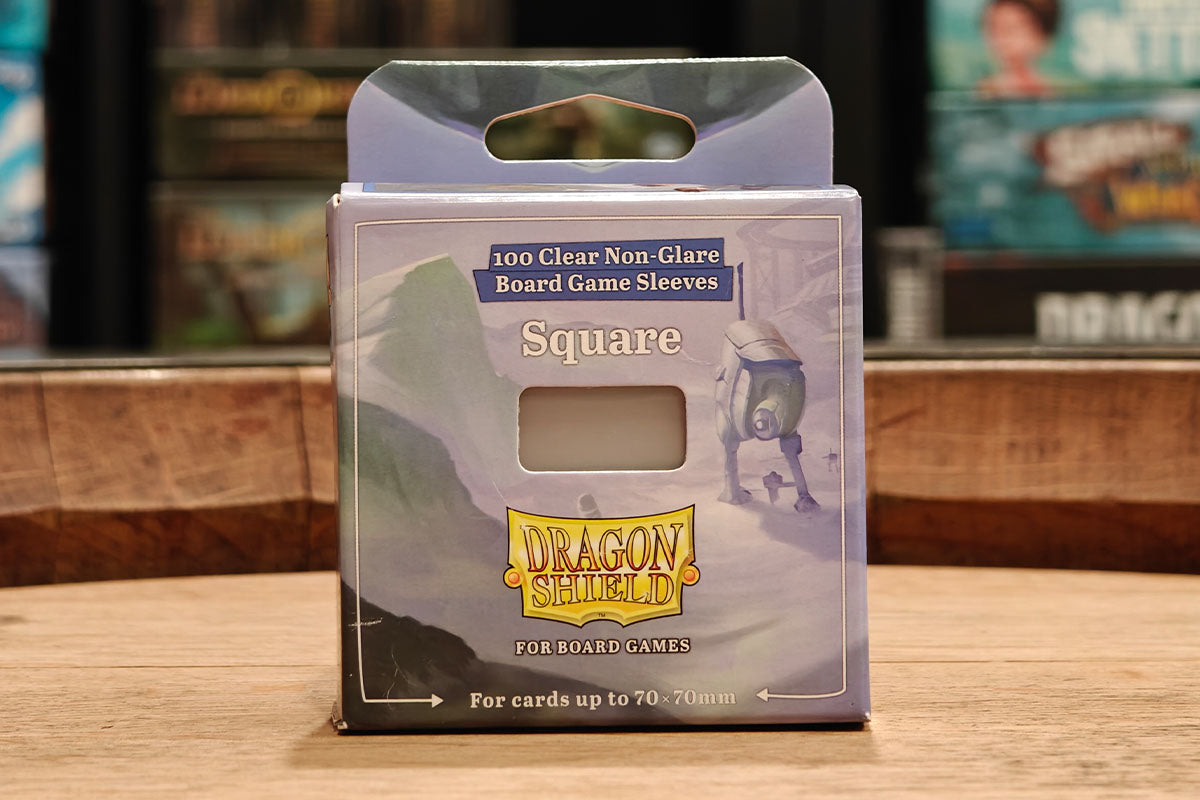 100 Clear Non-Glare
Board Game Sleeves
Square
DRAGON
SHIELD
™
FOR BOARD GAMES
For cards up to 70×70mm